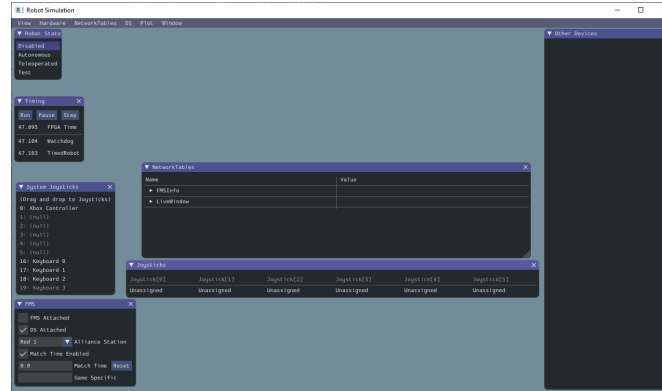 Robot Simulation
View Hardware NetworkTables DS Plot Window
Robot State
Disabled
Autonomous
Teleoperated
Test
Timing
Run Pause Step
47.095 FPGA Time
47.104 Watchdog
47.103 TimedRobot
System Joysticks
(Drag and drop to Joysticks)
0: Xbox Controller
1: (null)
2: (null)
3: (null)
4: (null)
5: (null)
16: Keyboard 0
17: Keyboard 1
18: Keyboard 2
19: Keyboard 3
FMS
FMS Attached
DS Attached
Red 1 Alliance Station
Match Time Enabled
0.0 Match Time Reset
Game Specific
NetworkTables
Name Value
FMSInfo
LiveWindow
Joysticks
Joystick[0] Joystick[1] Joystick[2] Joystick[3] Joystick[4] Joystick[5]
Unassigned Unassigned Unassigned Unassigned Unassigned Unassigned
Other Devices